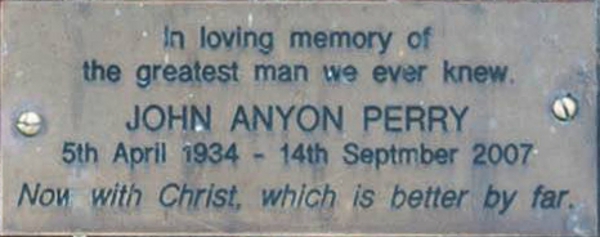 In loving memory of
the greatest man we ever knew.
JOHN ANYON PERRY
5th April 1934 - 14th Septmber 2007
Now with Christ, which is better by far.